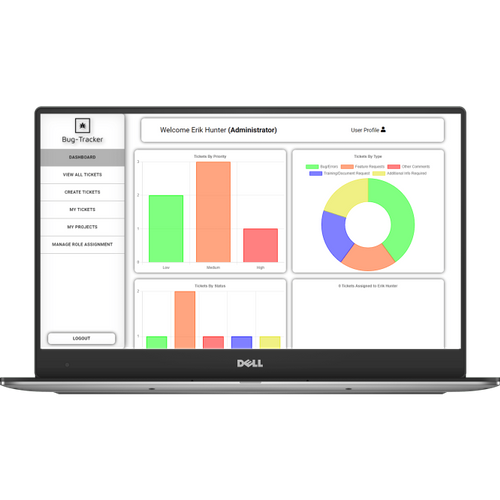 Bug-Tracker
DASHBOARD
VIEW ALL TICKETS
CREATE TICKETS
MY TICKETS
MY PROJECTS
MANAGE ROLE ASSIGNMENT
LOGOUT
Welcome Erik Hunter (Administrator)
User Profile
Tickets By Priority
3
2
1
0
Low
Medium
High
Tickets By Type
Bug/Errors
Feature Requests
Other Comments
Training/Document Request
Additional Info Required
Tickets By Status
2
1
5 Tickets Assigned to Erik Hunter
DELL